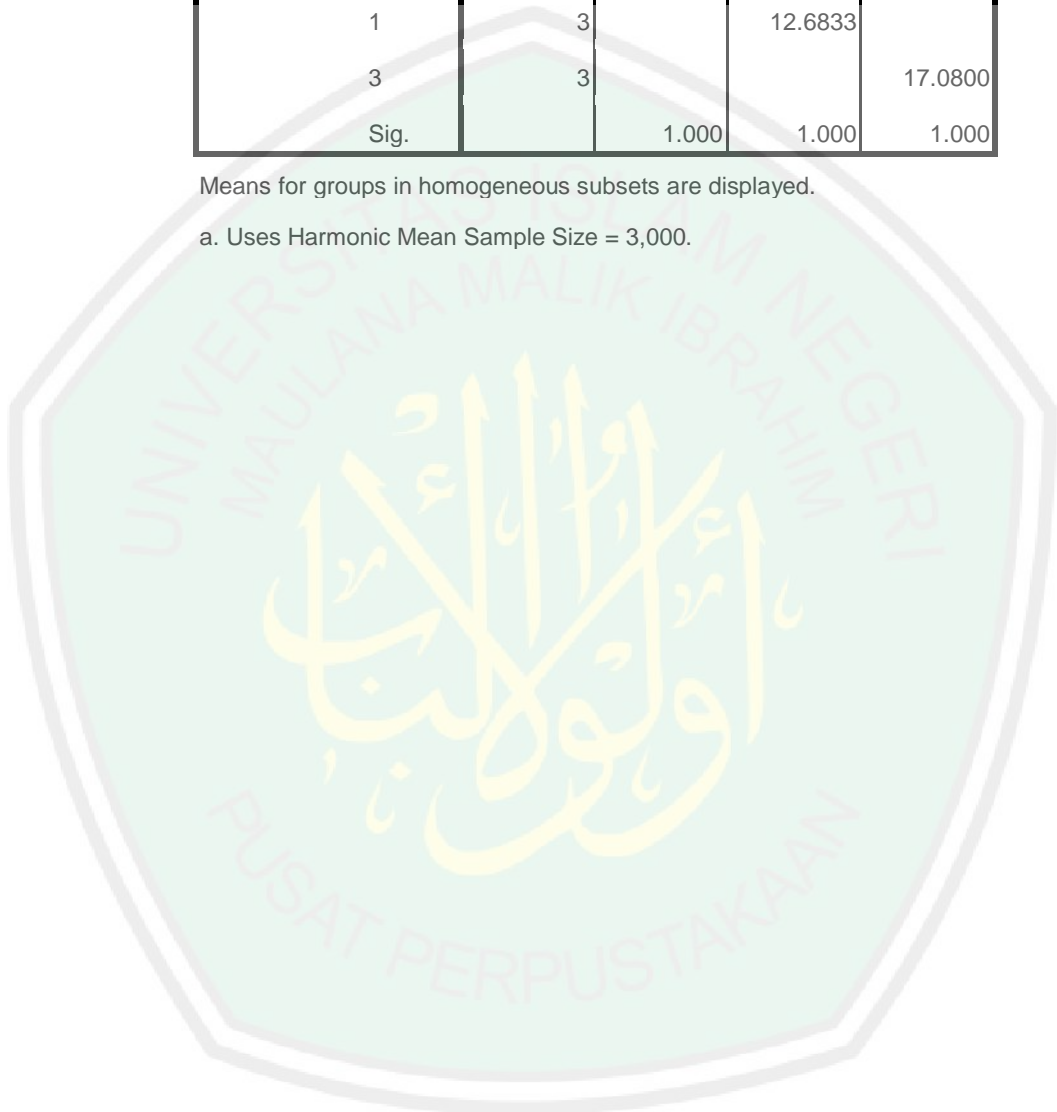 1 3 12.6833
3 3 17.0800
Sig. 1.000 1.000 1.000
Means for groups in homogeneous subsets are displayed.
a. Uses Harmonic Mean Sample Size = 3,000.
UNIVERSITAS ISLAM NEGERI
MAULANA MALIK IBRAHIM
أولوا الألباب
PUSAT PERPUSTAKAAN